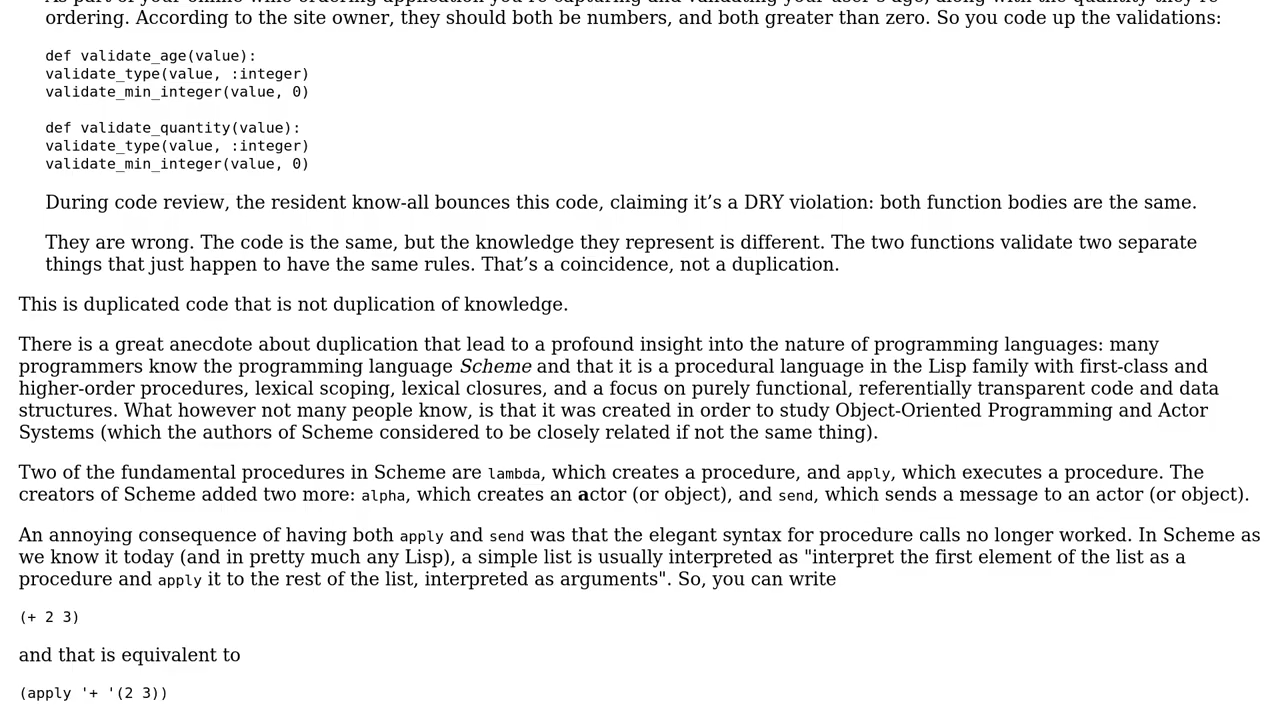 ordering. According to the site owner, they should both be numbers, and both greater than zero. So you code up the validations:
def validate_age(value):
validate_type(value, :integer)
validate_min_integer(value, 0)
def validate_quantity(value):
validate_type(value, :integer)
validate_min_integer(value, 0)
During code review, the resident know-all bounces this code, claiming it’s a DRY violation: both function bodies are the same.
They are wrong. The code is the same, but the knowledge they represent is different. The two functions validate two separate
things that just happen to have the same rules. That’s a coincidence, not a duplication.
This is duplicated code that is not duplication of knowledge.
There is a great anecdote about duplication that lead to a profound insight into the nature of programming languages: many
programmers know the programming language Scheme and that it is a procedural language in the Lisp family with first-class and
higher-order procedures, lexical scoping, lexical closures, and a focus on purely functional, referentially transparent code and data
structures. What however not many people know, is that it was created in order to study Object-Oriented Programming and Actor
Systems (which the authors of Scheme considered to be closely related if not the same thing).
Two of the fundamental procedures in Scheme are lambda, which creates a procedure, and apply, which executes a procedure. The
creators of Scheme added two more: alpha, which creates an actor (or object), and send, which sends a message to an actor (or object).
An annoying consequence of having both apply and send was that the elegant syntax for procedure calls no longer worked. In Scheme as
we know it today (and in pretty much any Lisp), a simple list is usually interpreted as "interpret the first element of the list as a
procedure and apply it to the rest of the list, interpreted as arguments". So, you can write
(+ 2 3)
and that is equivalent to
(apply '+ '(2 3))